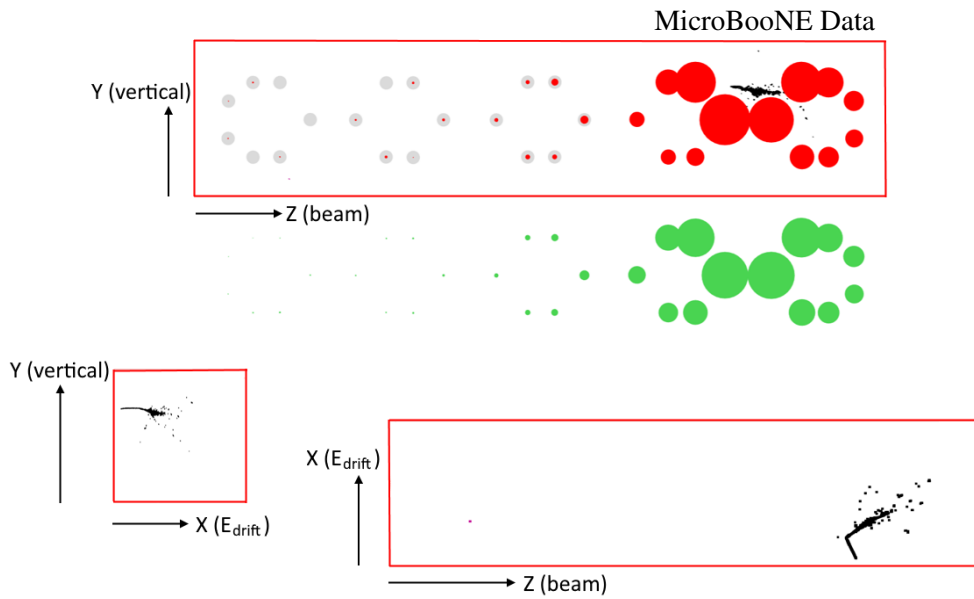 MicroBooNE Data
Y (vertical)
Z (beam)
Y (vertical)
X (E_drift)
X (E_drift)
Z (beam)